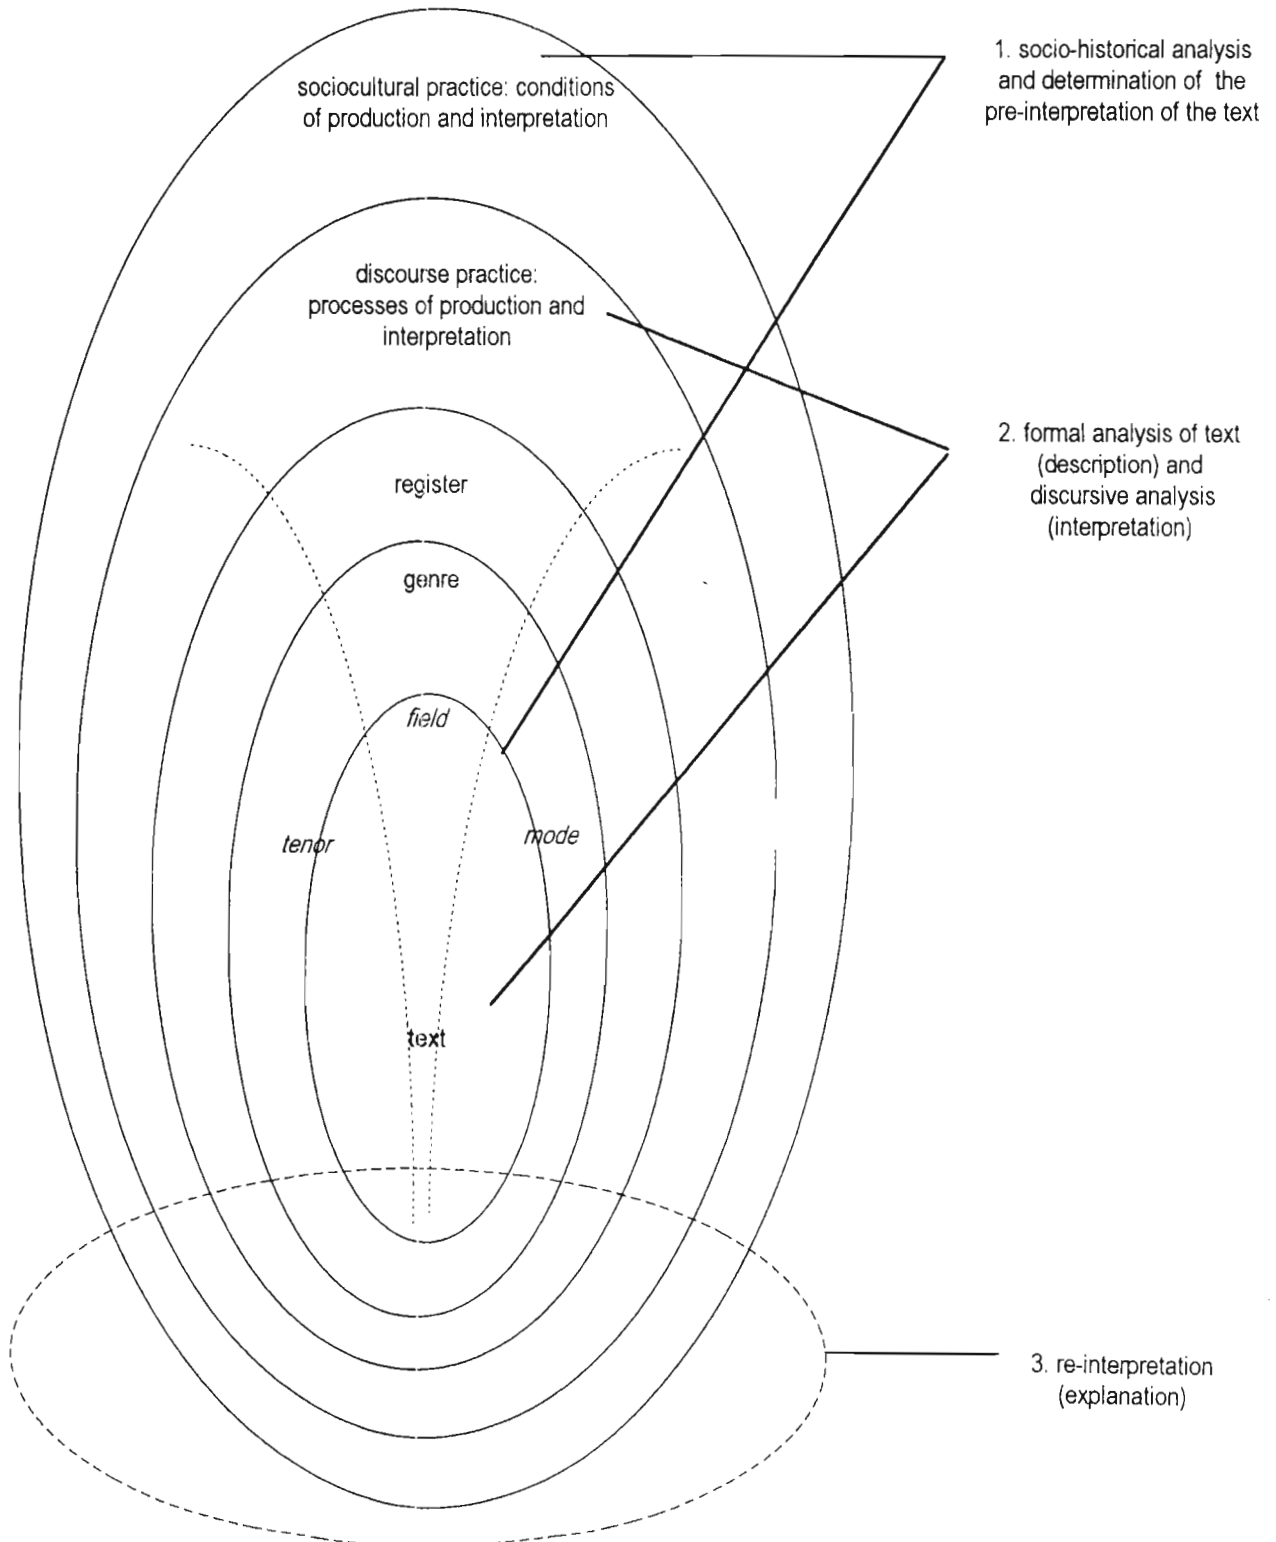 sociocultural practice: conditions
of production and interpretation
1. socio-historical analysis
and determination of the
pre-interpretation of the text
discourse practice:
processes of production and
interpretation
2. formal analysis of text
(description) and
discursive analysis
(interpretation)
register
genre
field
tenor
mode
text
3. re-interpretation
(explanation)